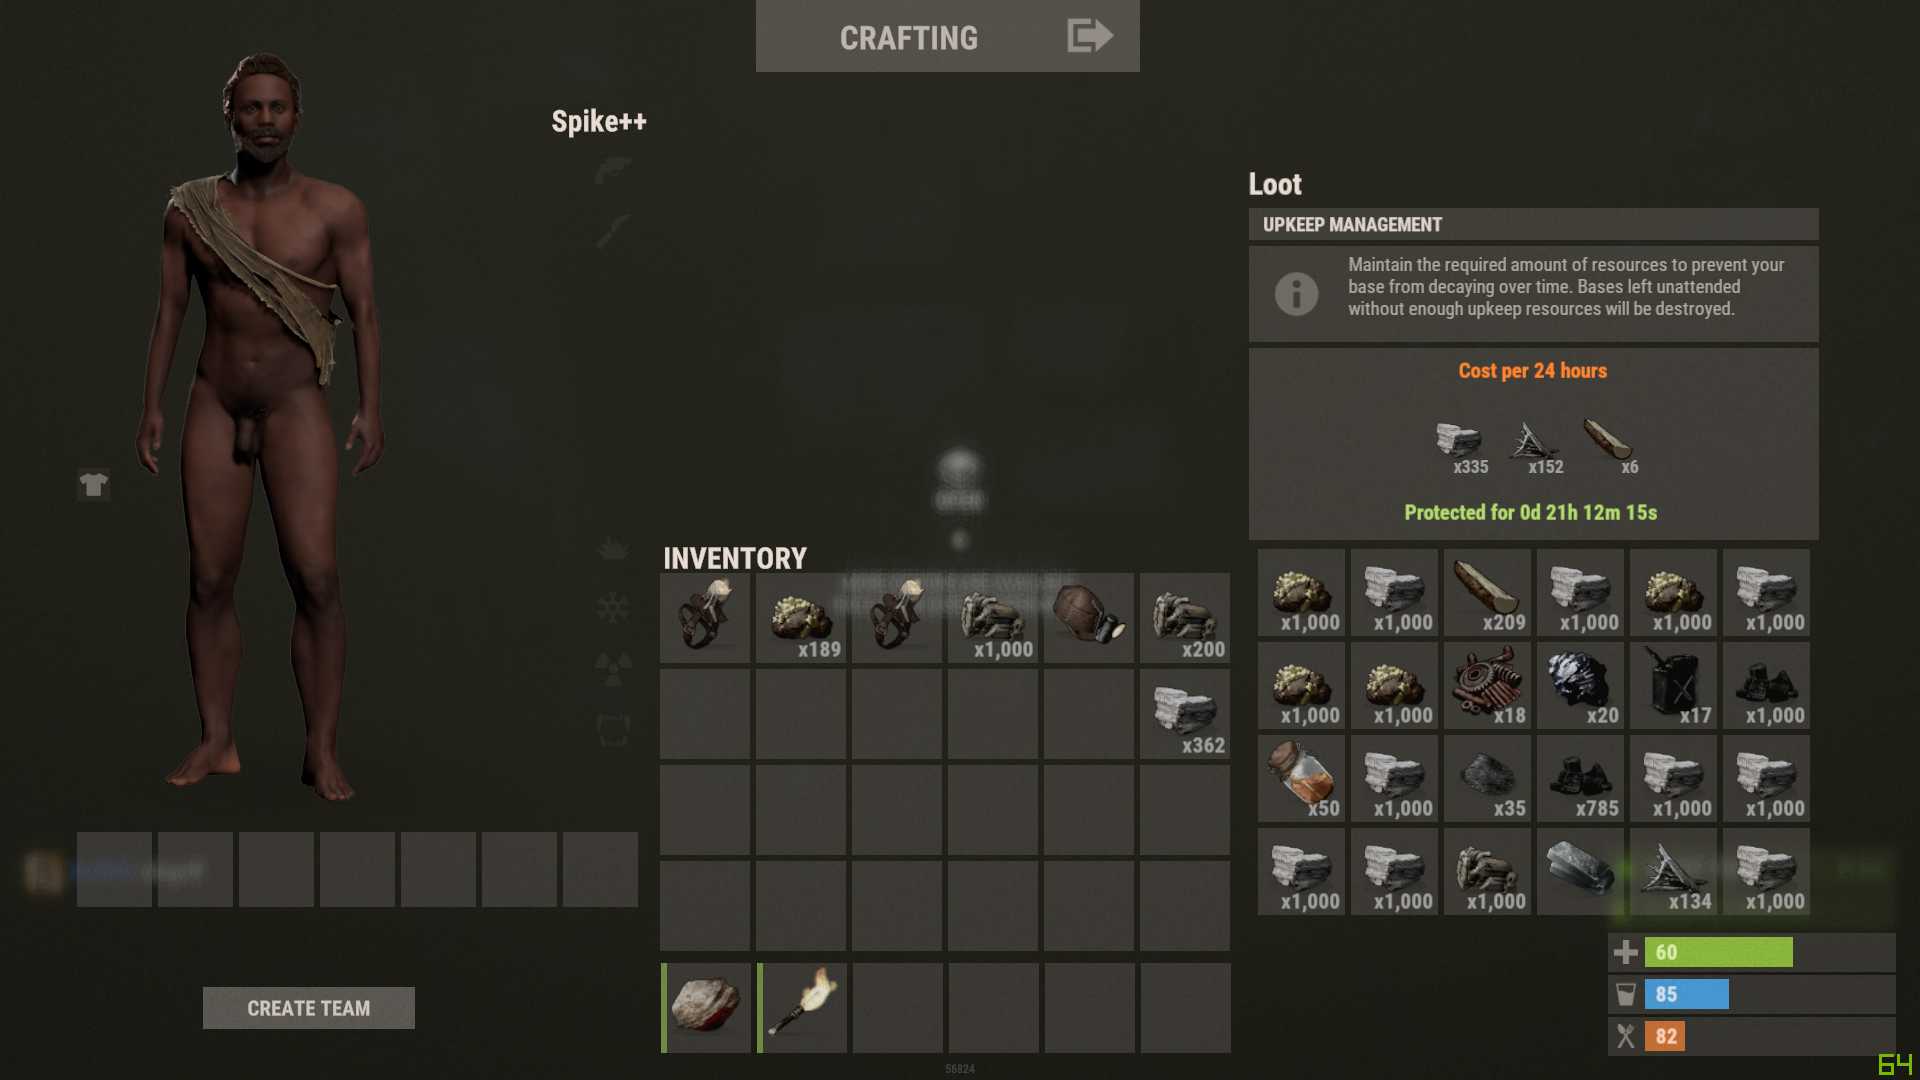 CRAFTING
Spike++
Loot
UPKEEP MANAGEMENT
Maintain the required amount of resources to prevent your
base from decaying over time. Bases left unattended
without enough upkeep resources will be destroyed.
Cost per 24 hours
x335 x152 x6
Protected for 0d 21h 12m 15s
OPEN
INVENTORY
x189 x1,000 x200
x362
x1,000 x1,000 x209 x1,000 x1,000 x1,000
x1,000 x1,000 x18 x20 x17 x1,000
x50 x1,000 x35 x785 x1,000 x1,000
x1,000 x1,000 x1,000 x134 x1,000
CREATE TEAM
60
85
82
56824
64